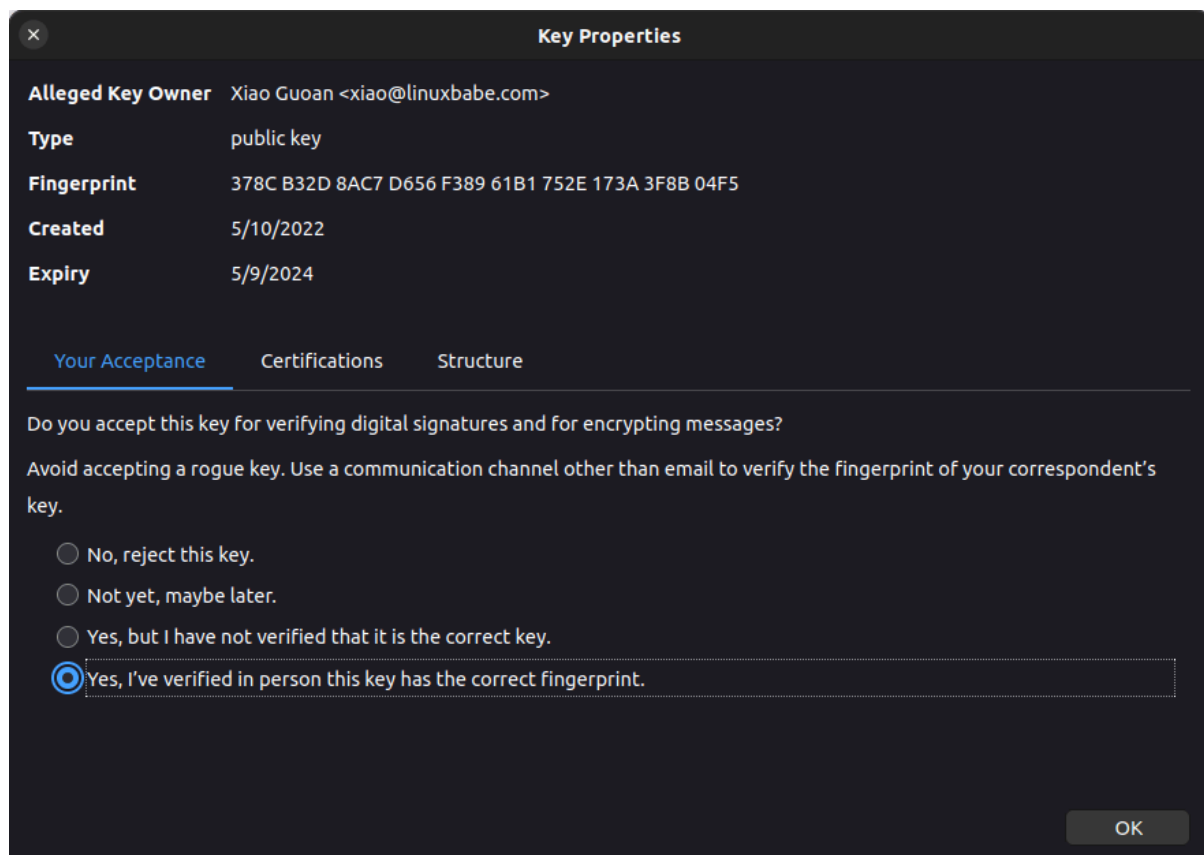 Key Properties
Alleged Key Owner Xiao Guoan <xiao@linuxbabe.com>
Type public key
Fingerprint 378C B32D 8AC7 D656 F389 61B1 752E 173A 3F8B 04F5
Created 5/10/2022
Expiry 5/9/2024
Your Acceptance Certifications Structure
Do you accept this key for verifying digital signatures and for encrypting messages?
Avoid accepting a rogue key. Use a communication channel other than email to verify the fingerprint of your correspondent’s
key.
No, reject this key.
Not yet, maybe later.
Yes, but I have not verified that it is the correct key.
Yes, I’ve verified in person this key has the correct fingerprint.
OK